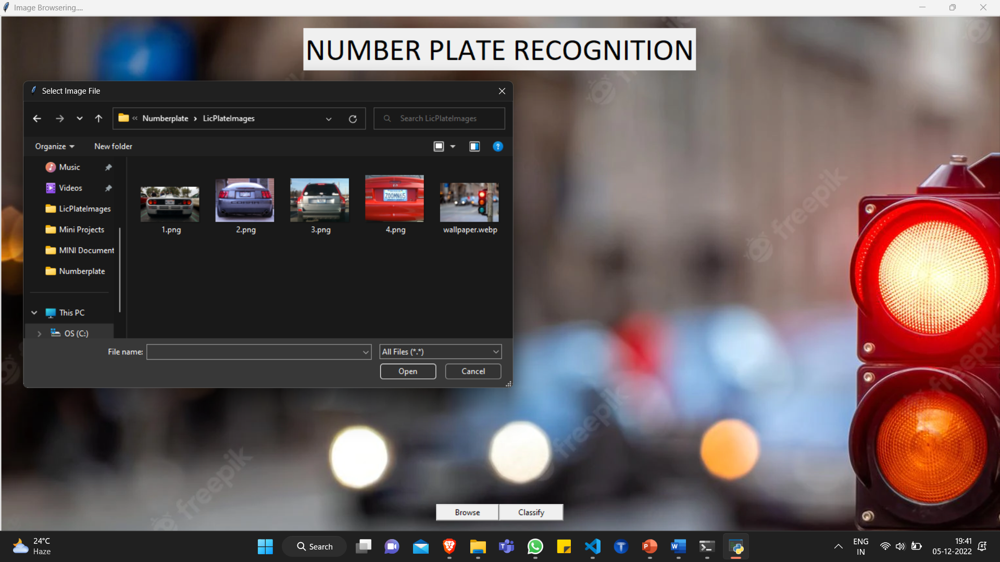 Image Browsering....
NUMBER PLATE RECOGNITION
Select Image File
« Numberplate › LicPlateImages
Search LicPlateImages
Organize
New folder
Music
Videos
LicPlateImages
Mini Projects
MINI Document
Numberplate
This PC
OS (C:)
1.png
2.png
3.png
4.png
wallpaper.webp
ZOOMN65
COBRA
File name:
All Files (*.*)
Open
Cancel
freepik
freepik
freepik
freepik
Browse
Classify
24°C
Haze
Search
ENG
IN
19:41
05-12-2022